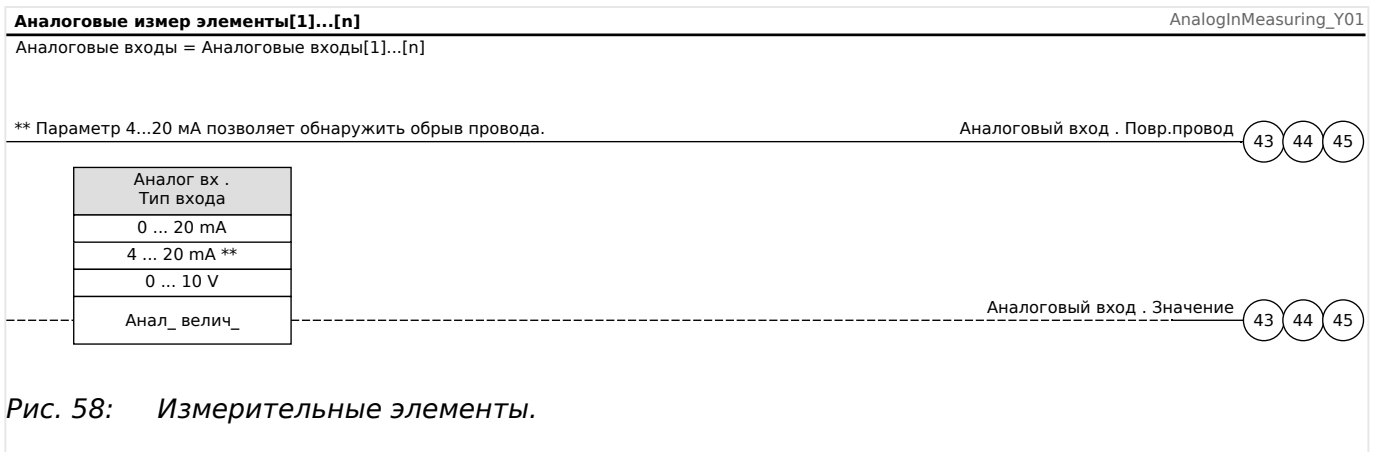 Аналоговые измер элементы[1]...[n]
AnalogInMeasuring_Y01
Аналоговые входы = Аналоговые входы[1]...[n]
** Параметр 4...20 мА позволяет обнаружить обрыв провода.
Аналоговый вход . Повр.провод
43 44 45
Аналог вх .
Тип входа
0 ... 20 mA
4 ... 20 mA **
0 ... 10 V
Анал_ велич_
Аналоговый вход . Значение
43 44 45
Рис. 58: Измерительные элементы.